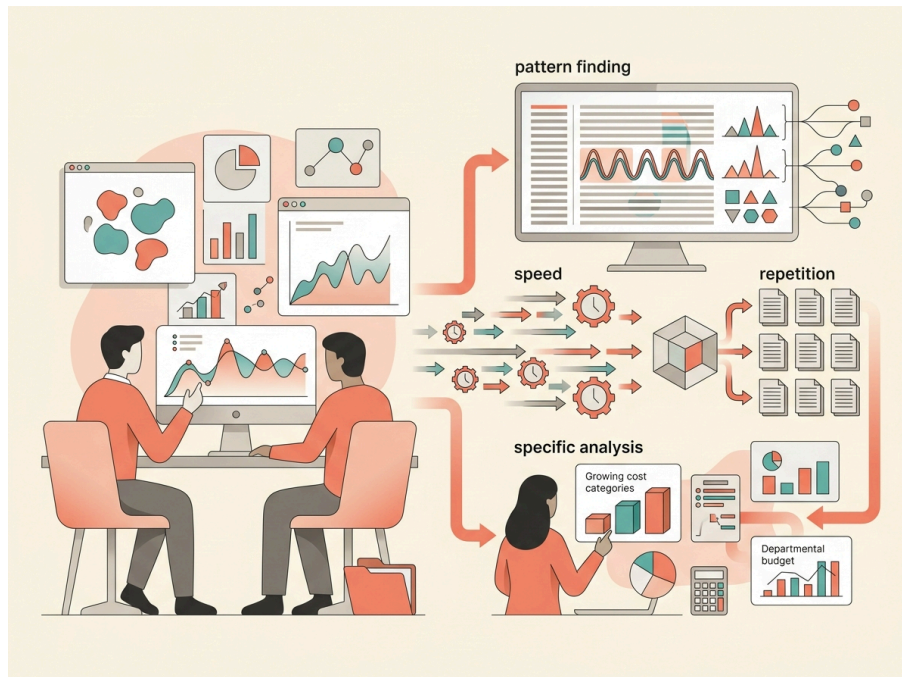 pattern finding
speed
repetition
specific analysis
Growing cost
categories
Departmental
budget